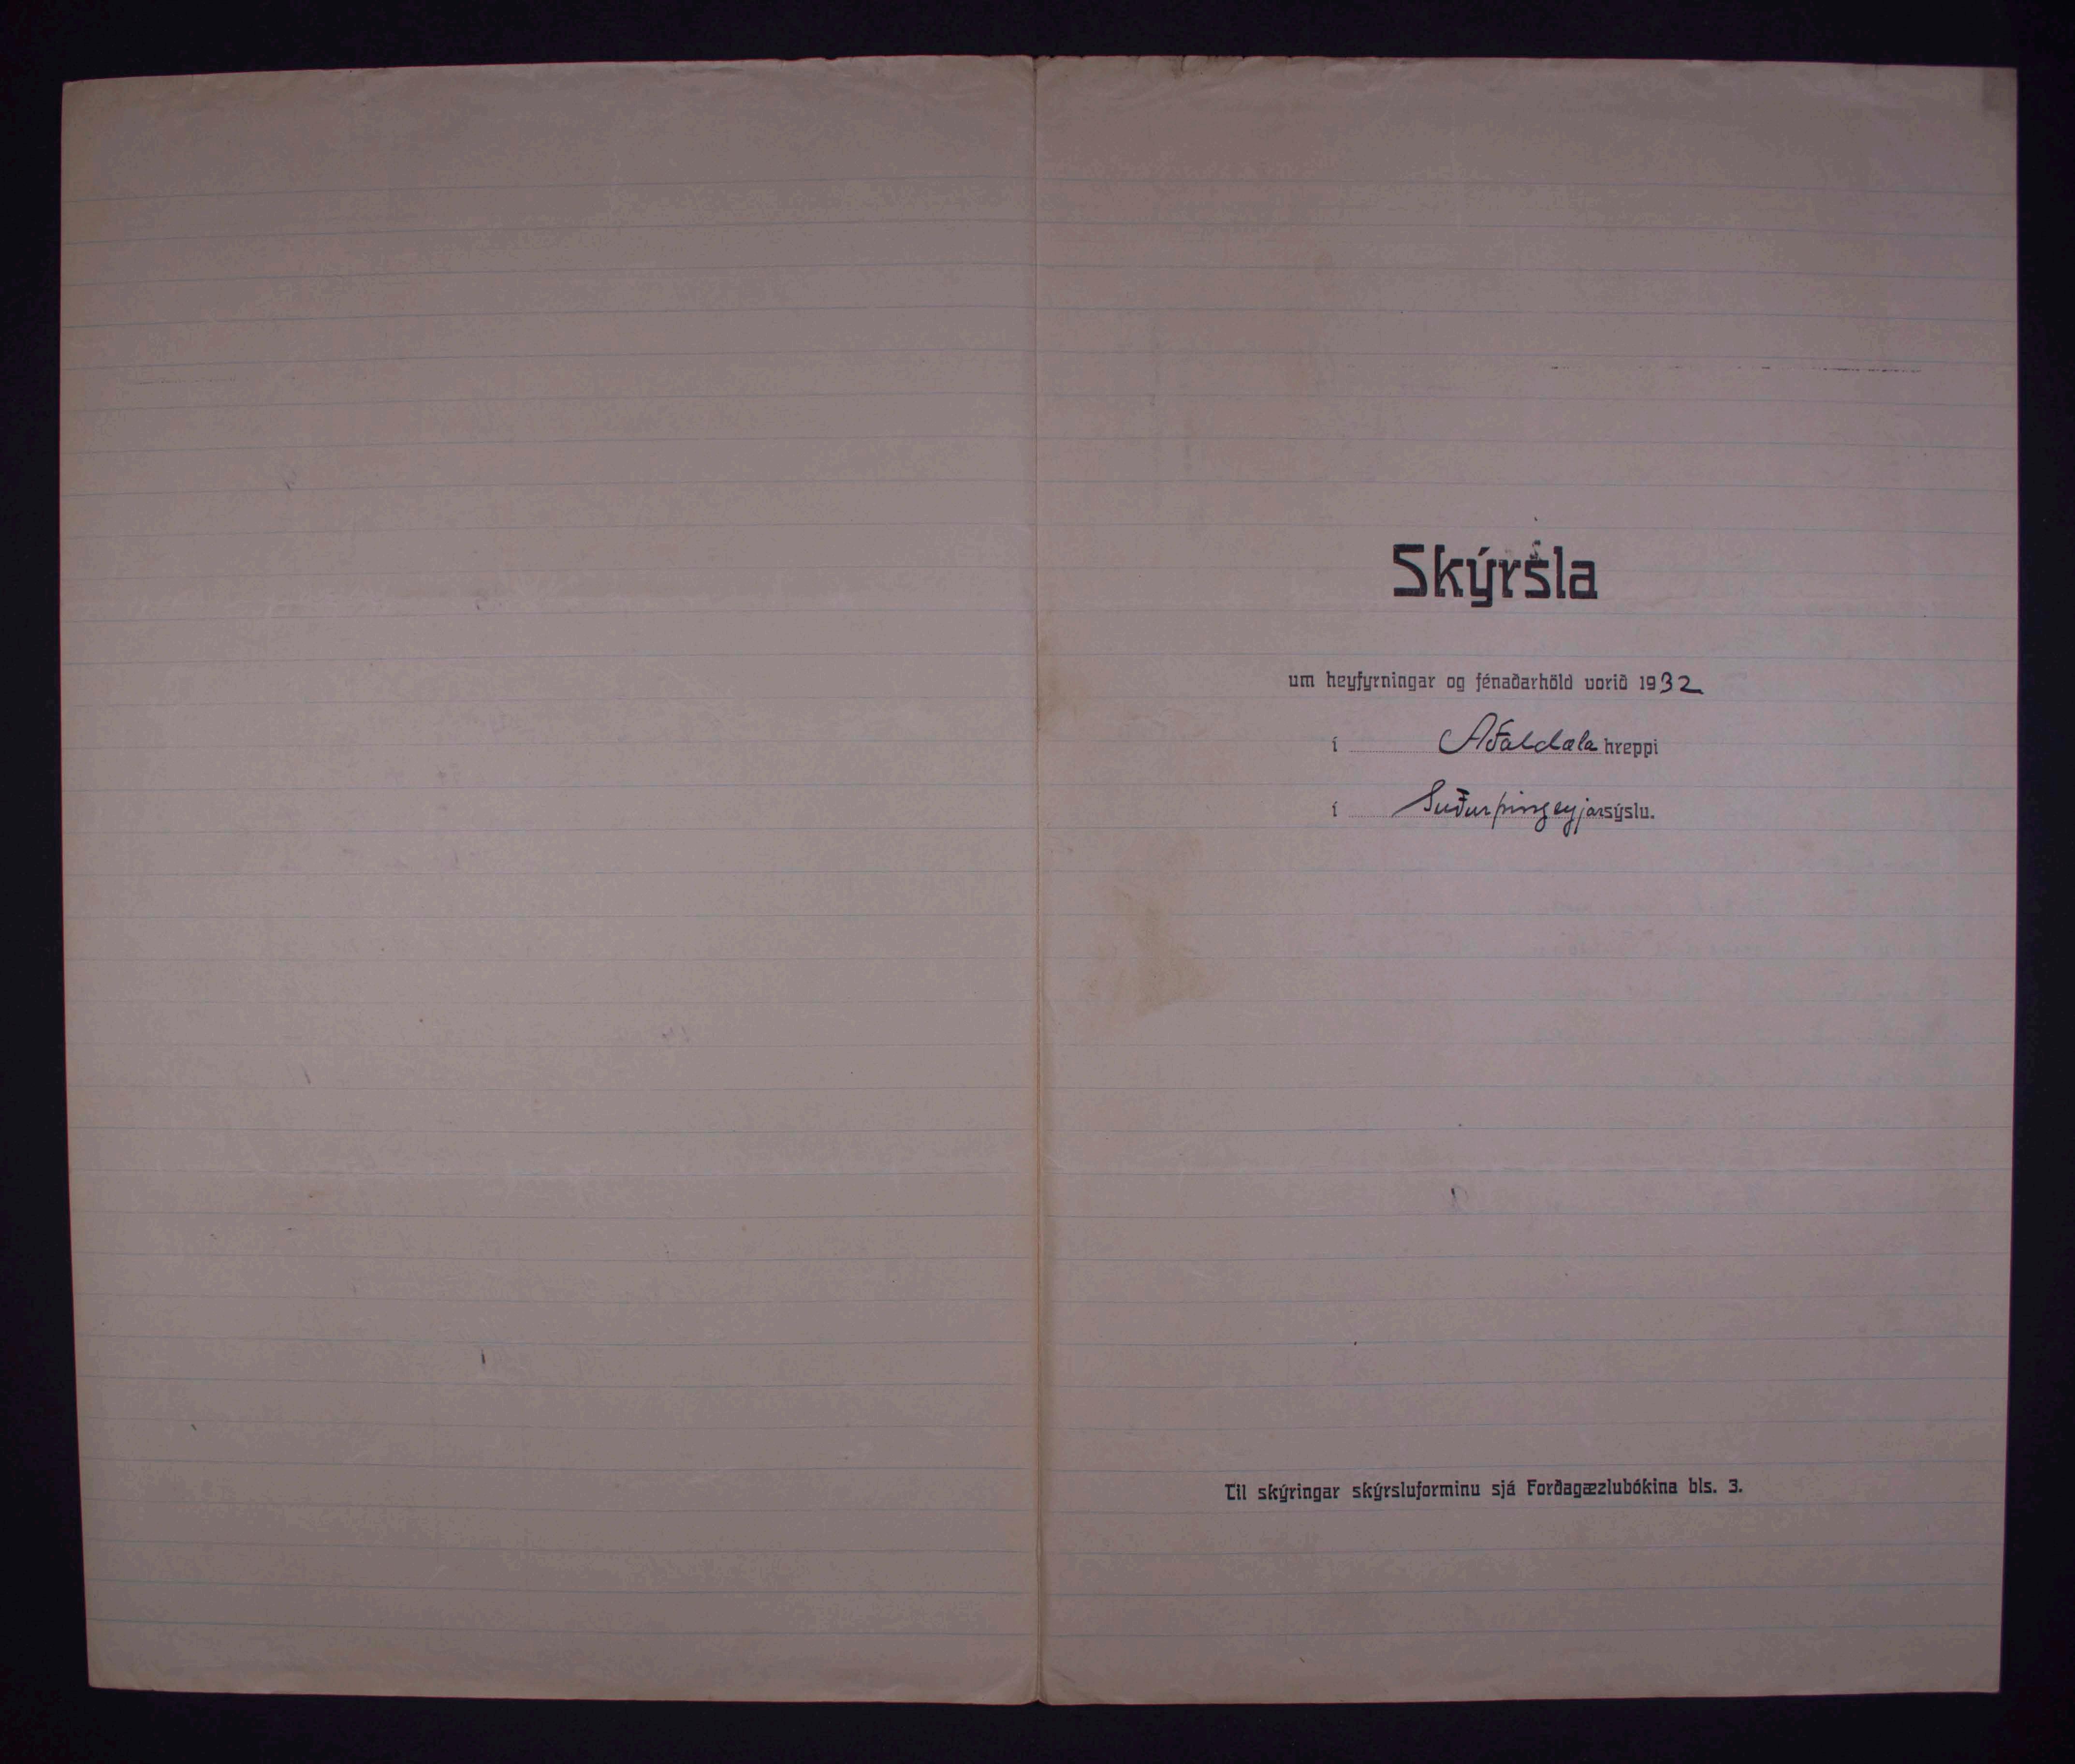 Skýrsla
um heyfyrningar og fénaðarhöld vorið 1932
í Aðaldæla hreppi
í Suðurþingeyjarsýslu.
Til skýringar skýrsluforminu sjá Forðagæzlubókina bls. 3.